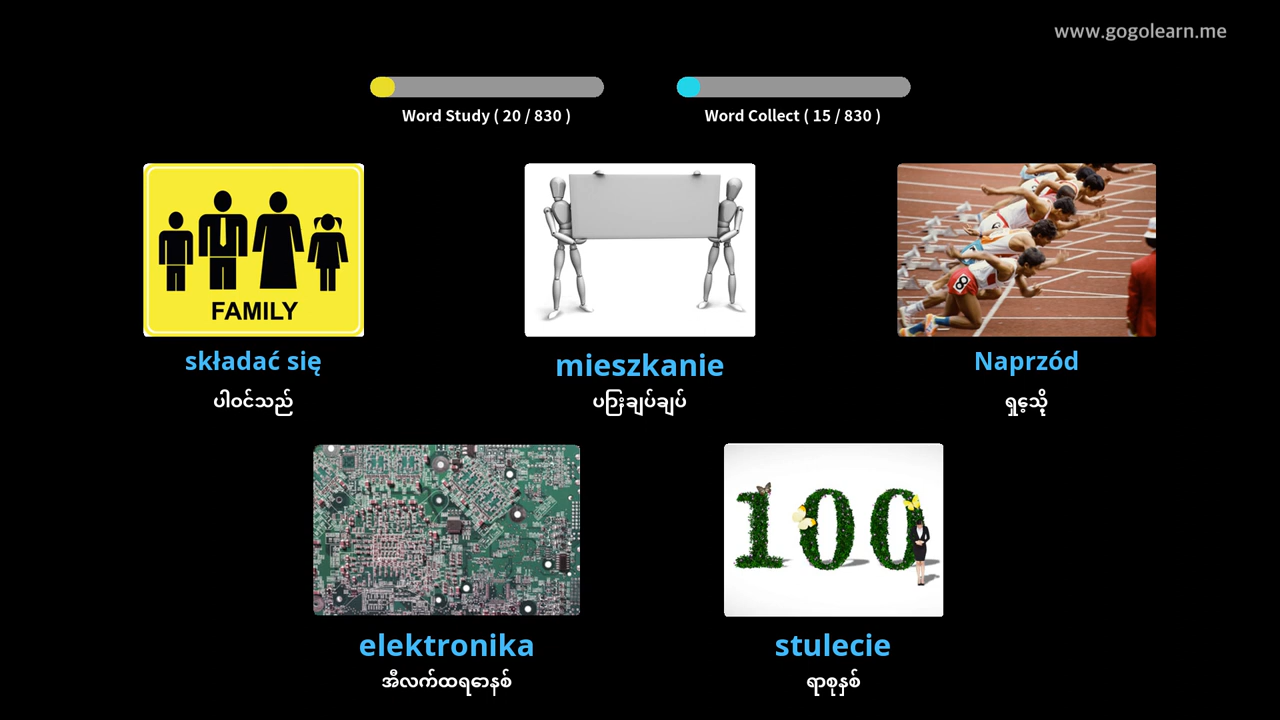 www.gogolearn.me
Word Study ( 20 / 830 )
Word Collect ( 15 / 830 )
FAMILY
8
składać się
mieszkanie
Naprzód
ပါဝင်သည်
ပြားချပ်ချပ်
ရှေ့သို့
100
elektronika
stulecie
အီလက်ထရောနစ်
ရာစုနှစ်